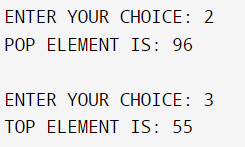 ENTER YOUR CHOICE: 2
POP ELEMENT IS: 96
ENTER YOUR CHOICE: 3
TOP ELEMENT IS: 55